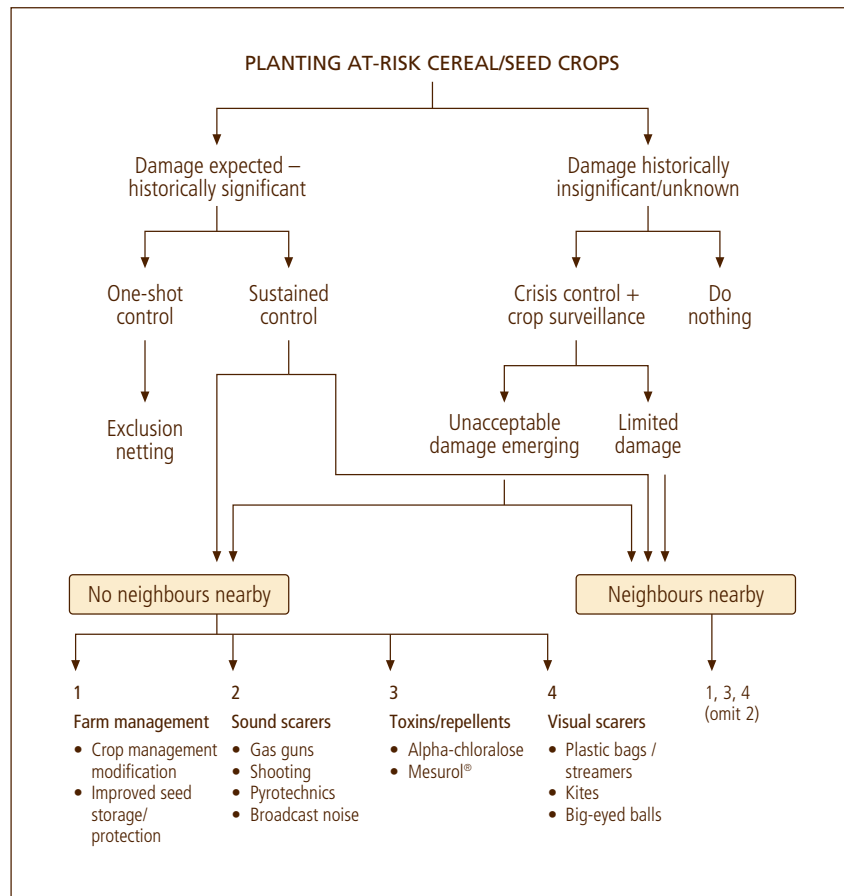 PLANTING AT-RISK CEREAL/SEED CROPS
Damage expected –
historically significant
Damage historically
insignificant/unknown
One-shot
control
Sustained
control
Crisis control +
crop surveillance
Do
nothing
Exclusion
netting
Unacceptable
damage emerging
Limited
damage
No neighbours nearby
Neighbours nearby
1
Farm management
• Crop management
modification
• Improved seed
storage/
protection
2
Sound scarers
• Gas guns
• Shooting
• Pyrotechnics
• Broadcast noise
3
Toxins/repellents
• Alpha-chloralose
• Mesurol®
4
Visual scarers
• Plastic bags /
streamers
• Kites
• Big-eyed balls
1, 3, 4
(omit 2)